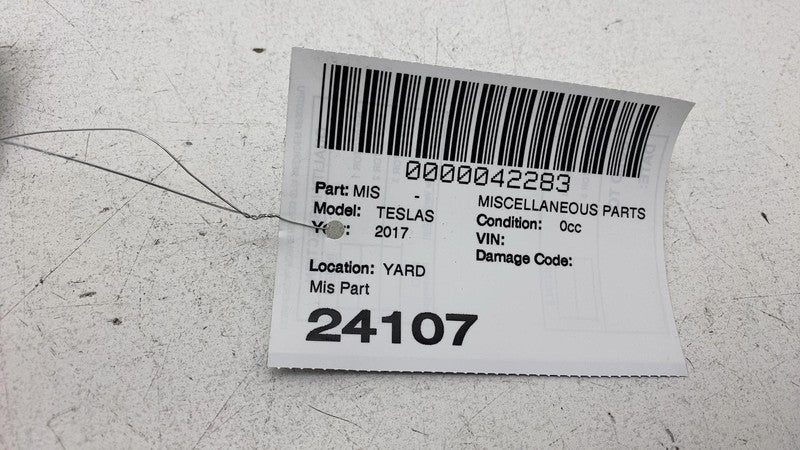 0000042283
Part: MIS -
MISCELLANEOUS PARTS
Model: TESLAS
Condition: 0cc
2017
VIN:
Damage Code:
Location: YARD
Mis Part
24107